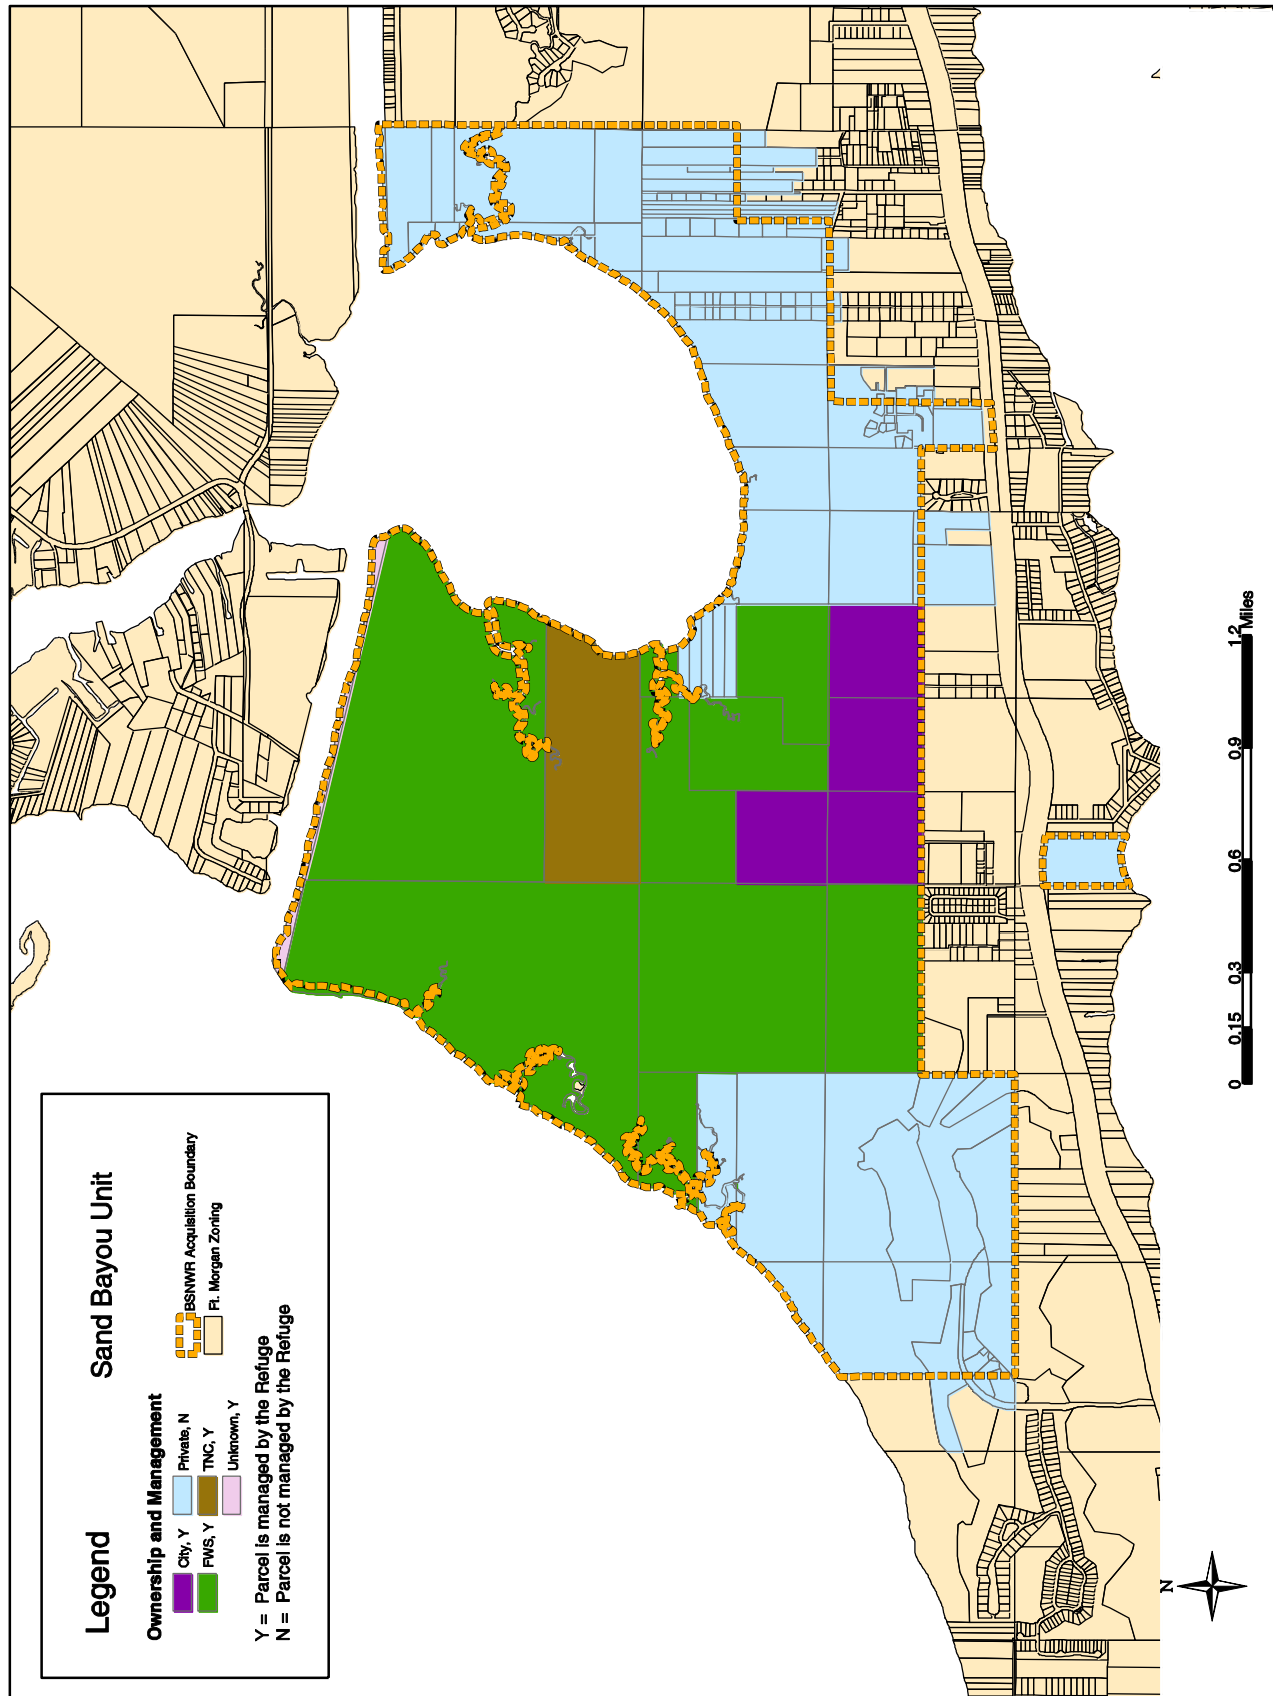 Legend
Sand Bayou Unit
Ownership and Management
City, Y
FWS, Y
Private, N
TNC, Y
Unknown, Y
BSNWR Acquisition Boundary
Ft. Morgan Zoning
Y = Parcel is managed by the Refuge
N = Parcel is not managed by the Refuge
N
0 0.15 0.3 0.6 0.9 1.2
Miles